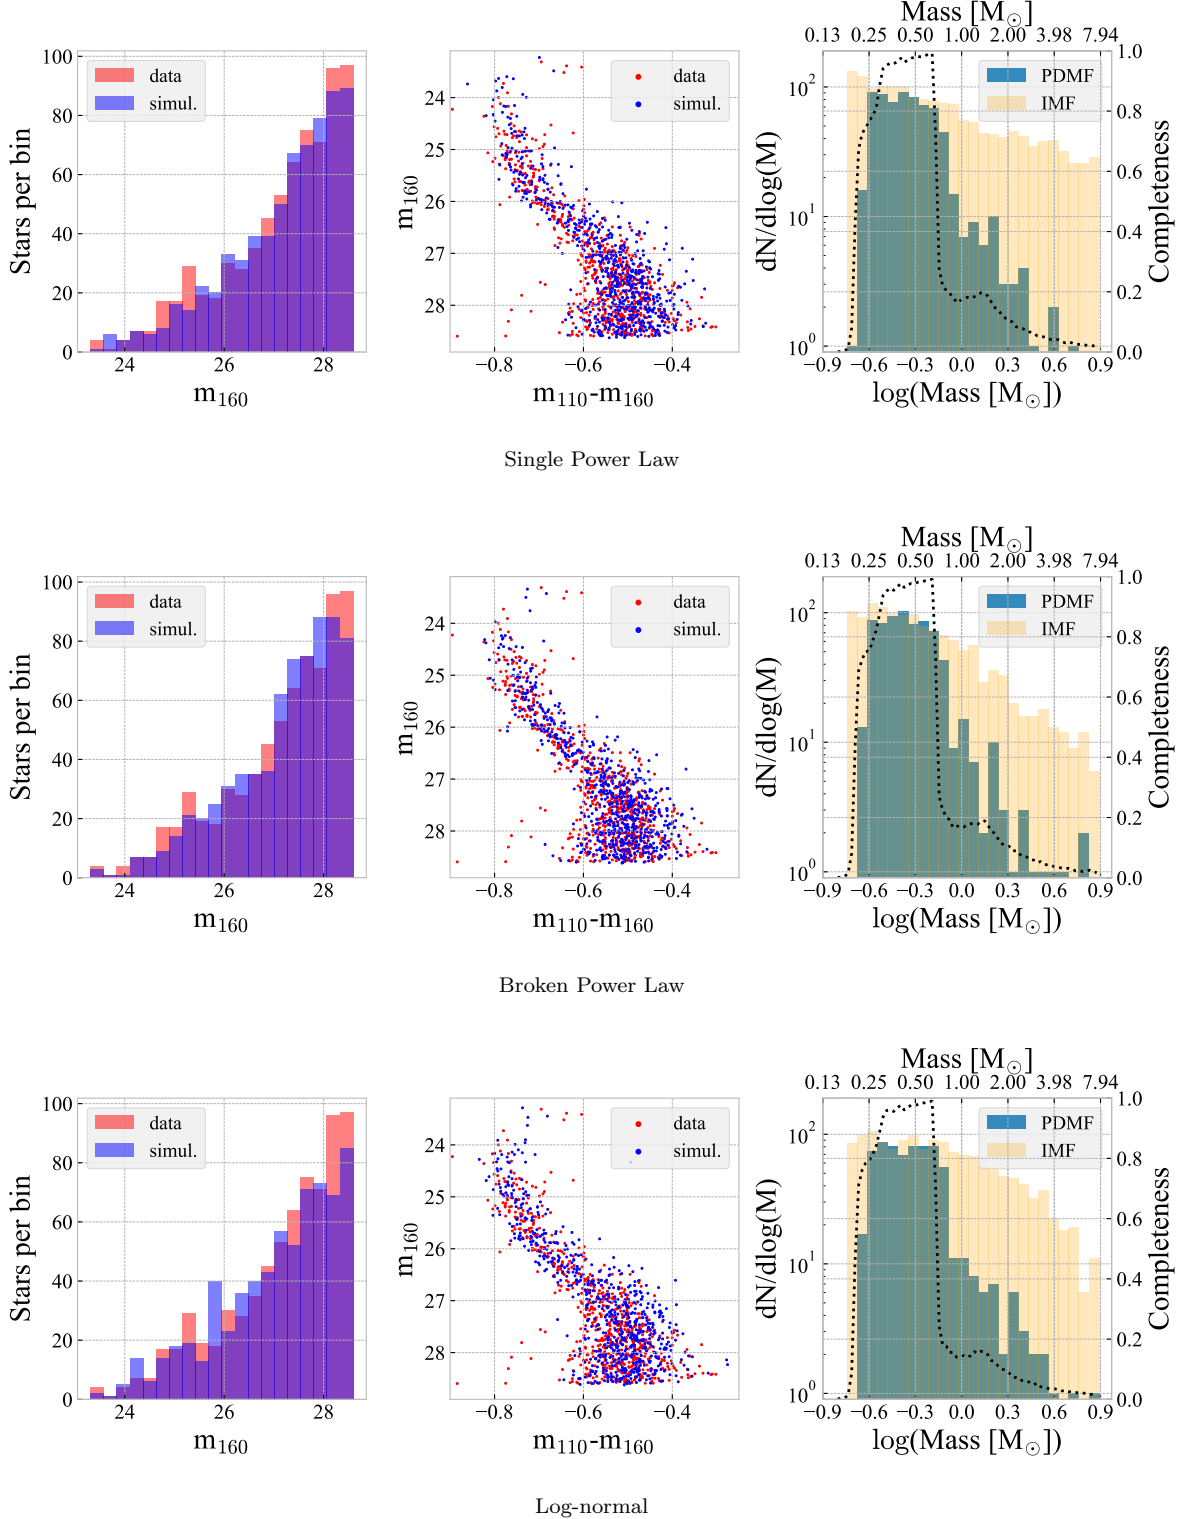 Mass [M⊙]
0.13 0.25 0.50 1.00 2.00 3.98 7.94
100
80
60
40
20
0
Stars per bin
data
simul.
24 26 28
m160
24
25
26
27
28
m160
data
simul.
−0.8 −0.6 −0.4
m110-m160
10²
10¹
10⁰
dN/dlog(M)
PDMF
IMF
1.0
0.8
0.6
0.4
0.2
0.0
Completeness
−0.9 −0.6 −0.3 0.0 0.3 0.6 0.9
log(Mass [M⊙])
Single Power Law
Mass [M⊙]
0.13 0.25 0.50 1.00 2.00 3.98 7.94
100
80
60
40
20
0
Stars per bin
data
simul.
24 26 28
m160
24
25
26
27
28
m160
data
simul.
−0.8 −0.6 −0.4
m110-m160
10²
10¹
10⁰
dN/dlog(M)
PDMF
IMF
1.0
0.8
0.6
0.4
0.2
0.0
Completeness
−0.9 −0.6 −0.3 0.0 0.3 0.6 0.9
log(Mass [M⊙])
Broken Power Law
Mass [M⊙]
0.13 0.25 0.50 1.00 2.00 3.98 7.94
100
80
60
40
20
0
Stars per bin
data
simul.
24 26 28
m160
24
25
26
27
28
m160
data
simul.
−0.8 −0.6 −0.4
m110-m160
10²
10¹
10⁰
dN/dlog(M)
PDMF
IMF
1.0
0.8
0.6
0.4
0.2
0.0
Completeness
−0.9 −0.6 −0.3 0.0 0.3 0.6 0.9
log(Mass [M⊙])
Log-normal